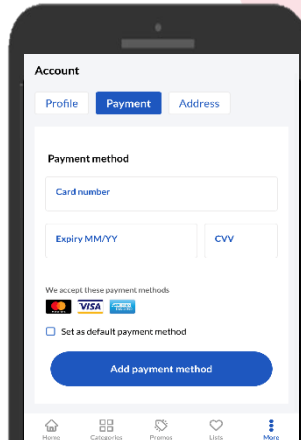 Account
Profile Payment Address
Payment method
Card number
Expiry MM/YY CVV
We accept these payment methods
VISA
Set as default payment method
Add payment method
Home Categories Promos Lists More